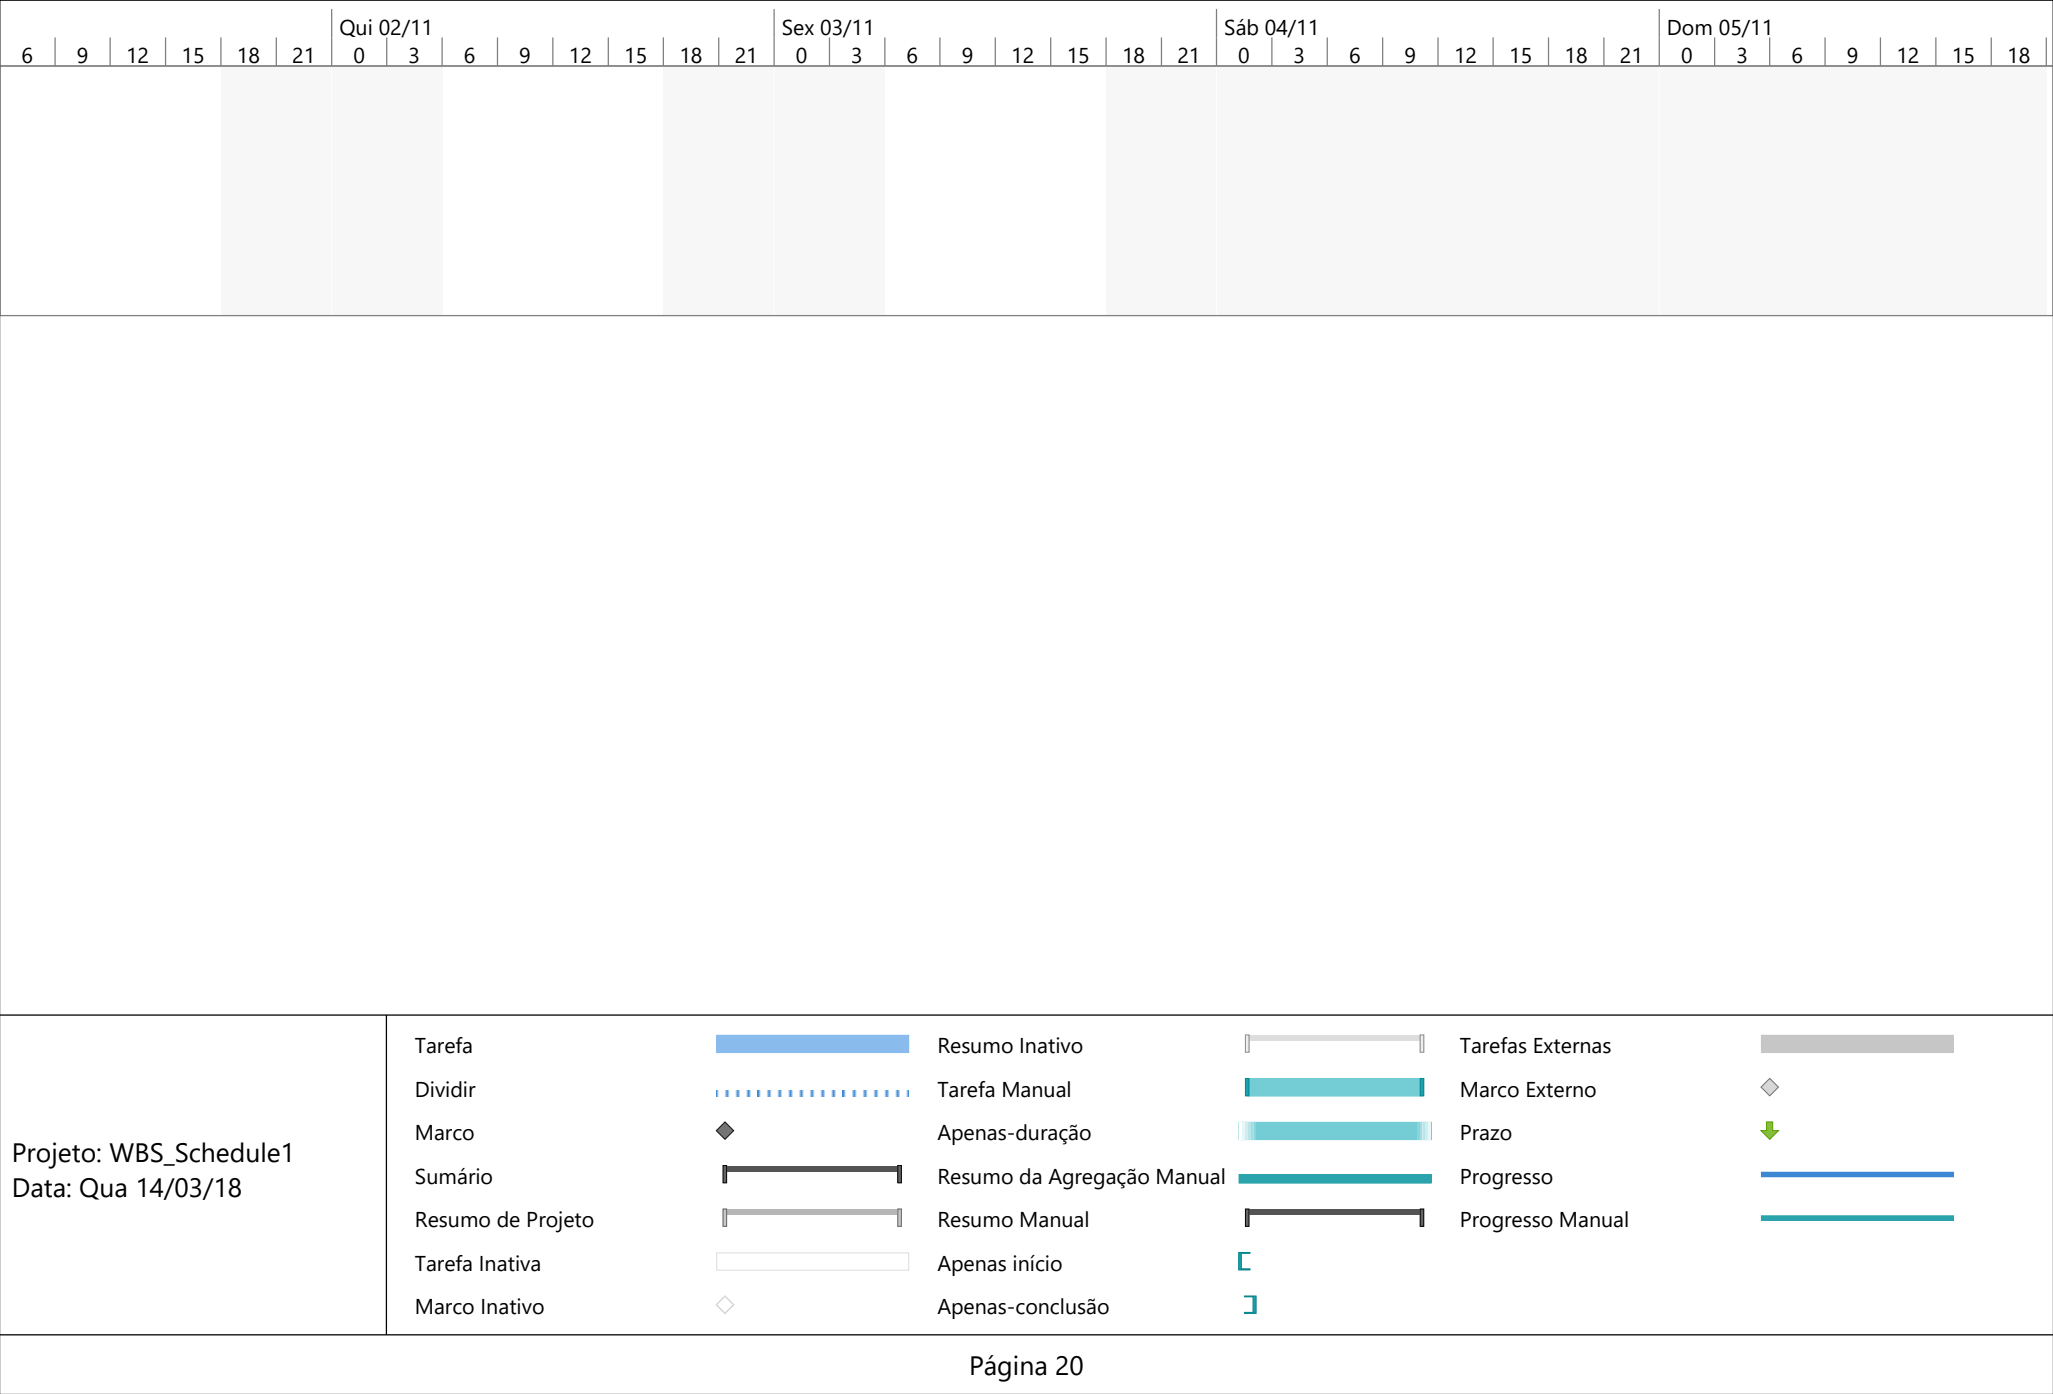 Qui 02/11 Sex 03/11 Sáb 04/11 Dom 05/11
6 9 12 15 18 21 0 3 6 9 12 15 18 21 0 3 6 9 12 15 18 21 0 3 6 9 12 15 18 21 0 3 6 9 12 15 18
Projeto: WBS_Schedule1
Data: Qua 14/03/18
Tarefa
Dividir
Marco
Sumário
Resumo de Projeto
Tarefa Inativa
Marco Inativo
Resumo Inativo
Tarefa Manual
Apenas-duração
Resumo da Agregação Manual
Resumo Manual
Apenas início
Apenas-conclusão
Tarefas Externas
Marco Externo
Prazo
Progresso
Progresso Manual
Página 20